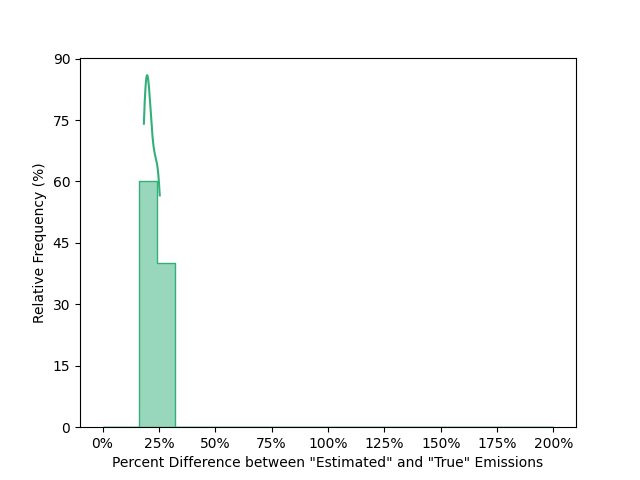 90
75
60
45
30
15
0
Relative Frequency (%)
0% 25% 50% 75% 100% 125% 150% 175% 200%
Percent Difference between "Estimated" and "True" Emissions